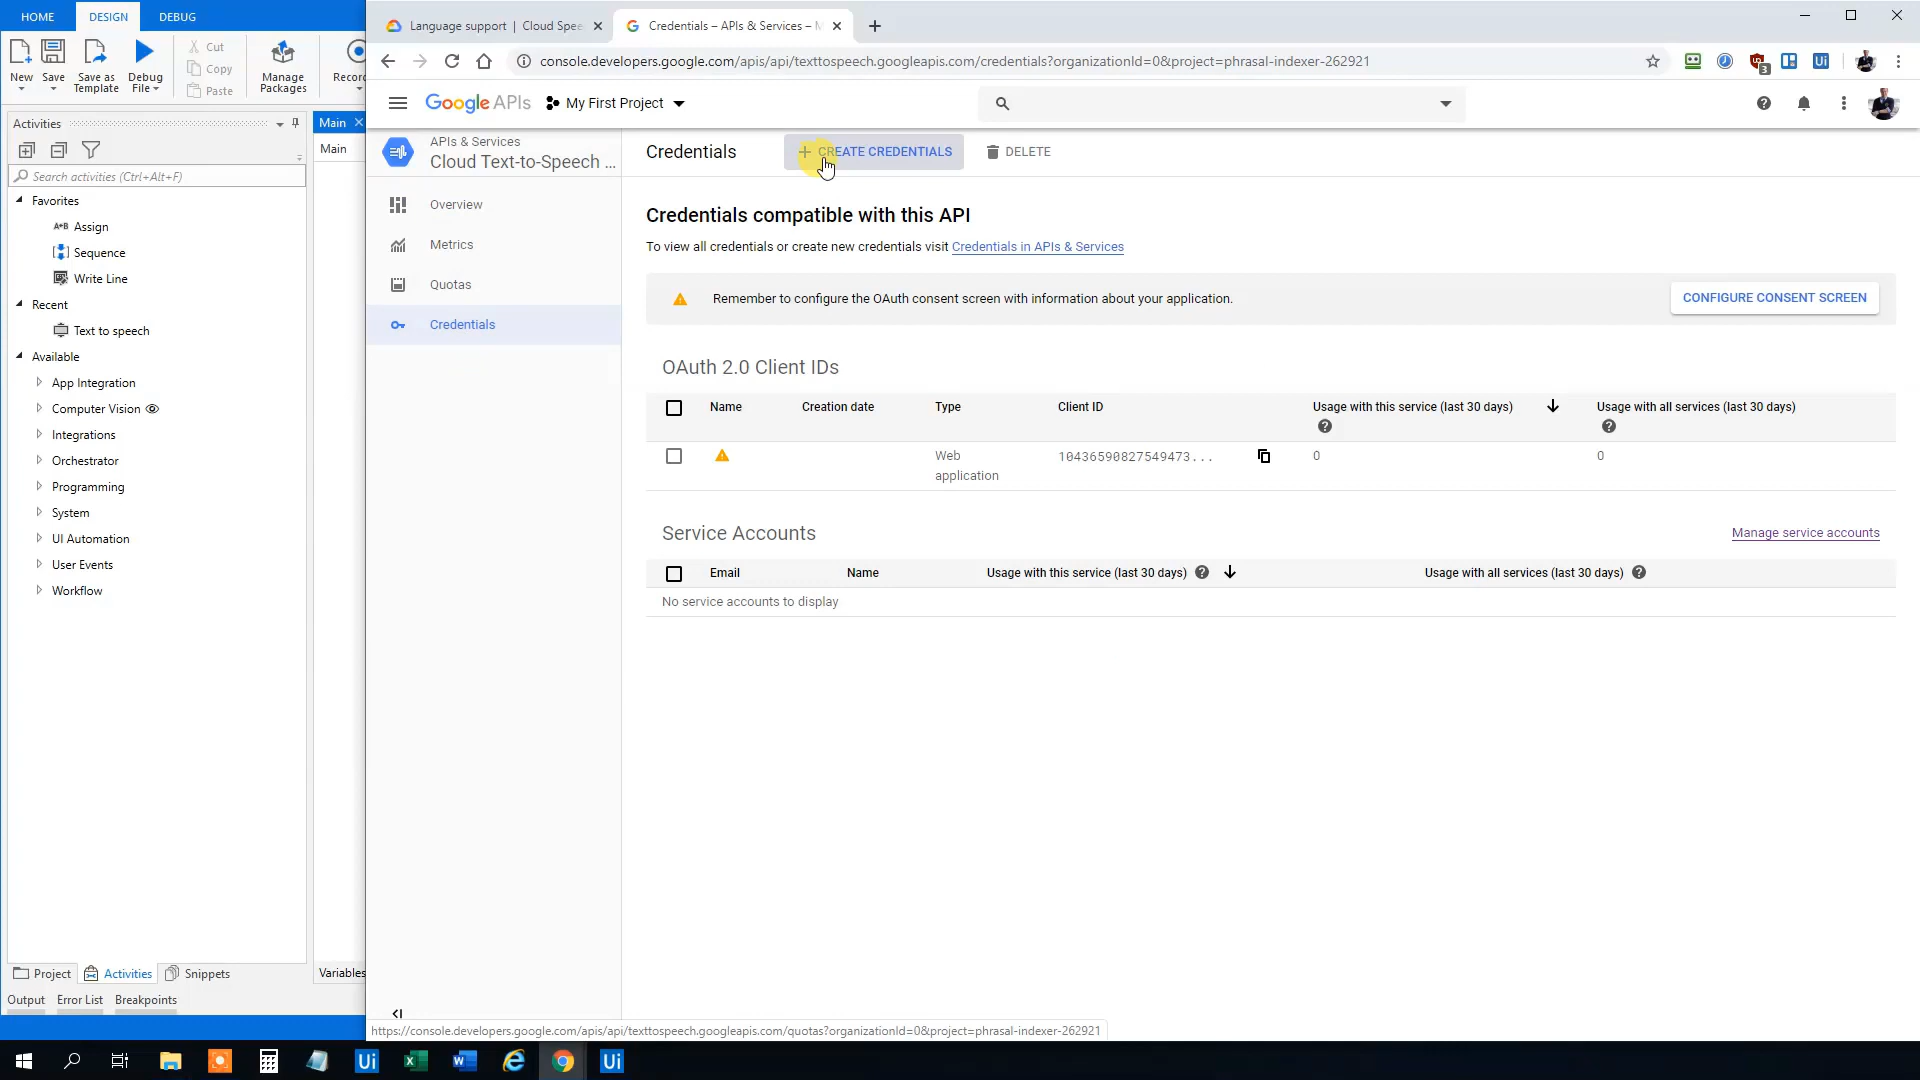 HOME DESIGN DEBUG
New Save Save as Template Debug File Cut Copy Paste Manage Packages Recor
Activities
Search activities (Ctrl+Alt+F)
Favorites
A+B Assign
Sequence
Write Line
Recent
Text to speech
Available
App Integration
Computer Vision
Integrations
Orchestrator
Programming
System
UI Automation
User Events
Workflow
Project Activities Snippets
Output Error List Breakpoints
Main
Main
Variables
Language support | Cloud Spee
Credentials – APIs & Services – M
console.developers.google.com/apis/api/texttospeech.googleapis.com/credentials?organizationId=0&project=phrasal-indexer-262921
3
Ui
Google APIs My First Project
APIs & Services
Cloud Text-to-Speech ...
Overview
Metrics
Quotas
Credentials
Credentials CREATE CREDENTIALS DELETE
Credentials compatible with this API
To view all credentials or create new credentials visit Credentials in APIs & Services
Remember to configure the OAuth consent screen with information about your application. CONFIGURE CONSENT SCREEN
OAuth 2.0 Client IDs
Name Creation date Type Client ID Usage with this service (last 30 days) Usage with all services (last 30 days)
Web application 10436590827549473... 0 0
Service Accounts Manage service accounts
Email Name Usage with this service (last 30 days) Usage with all services (last 30 days)
No service accounts to display
https://console.developers.google.com/apis/api/texttospeech.googleapis.com/quotas?organizationId=0&project=phrasal-indexer-262921
Ui Ui